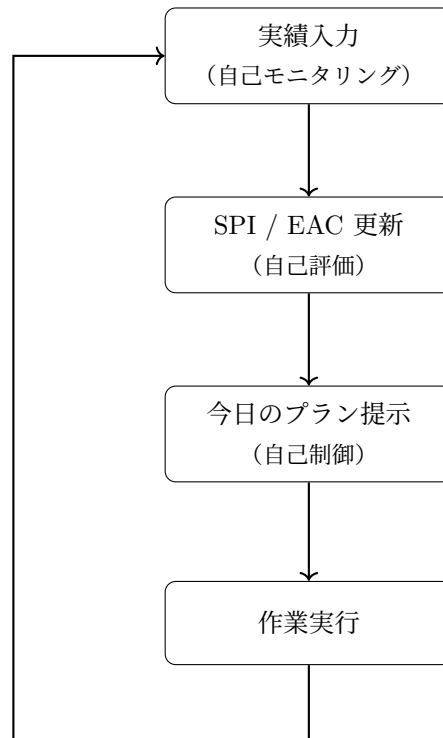 実績入力
（自己モニタリング）
SPI / EAC 更新
（自己評価）
今日のプラン提示
（自己制御）
作業実行